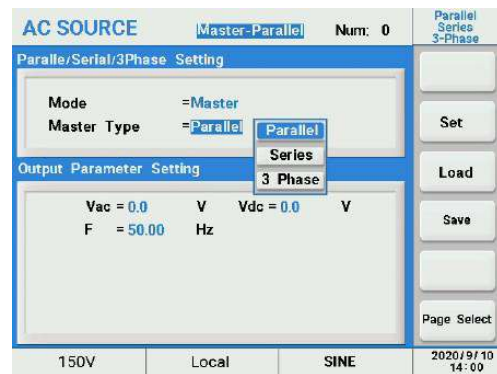 AC SOURCE Master-Parallel Num: 0
Parallel
Series
3-Phase
Paralle/Serial/3Phase Setting
Mode =Master
Master Type =Parallel
Parallel
Series
3 Phase
Output Parameter Setting
Vac = 0.0 V Vdc = 0.0 V
F = 50.00 Hz
Set
Load
Save
Page Select
150V Local SINE
2020/9/10
14:00